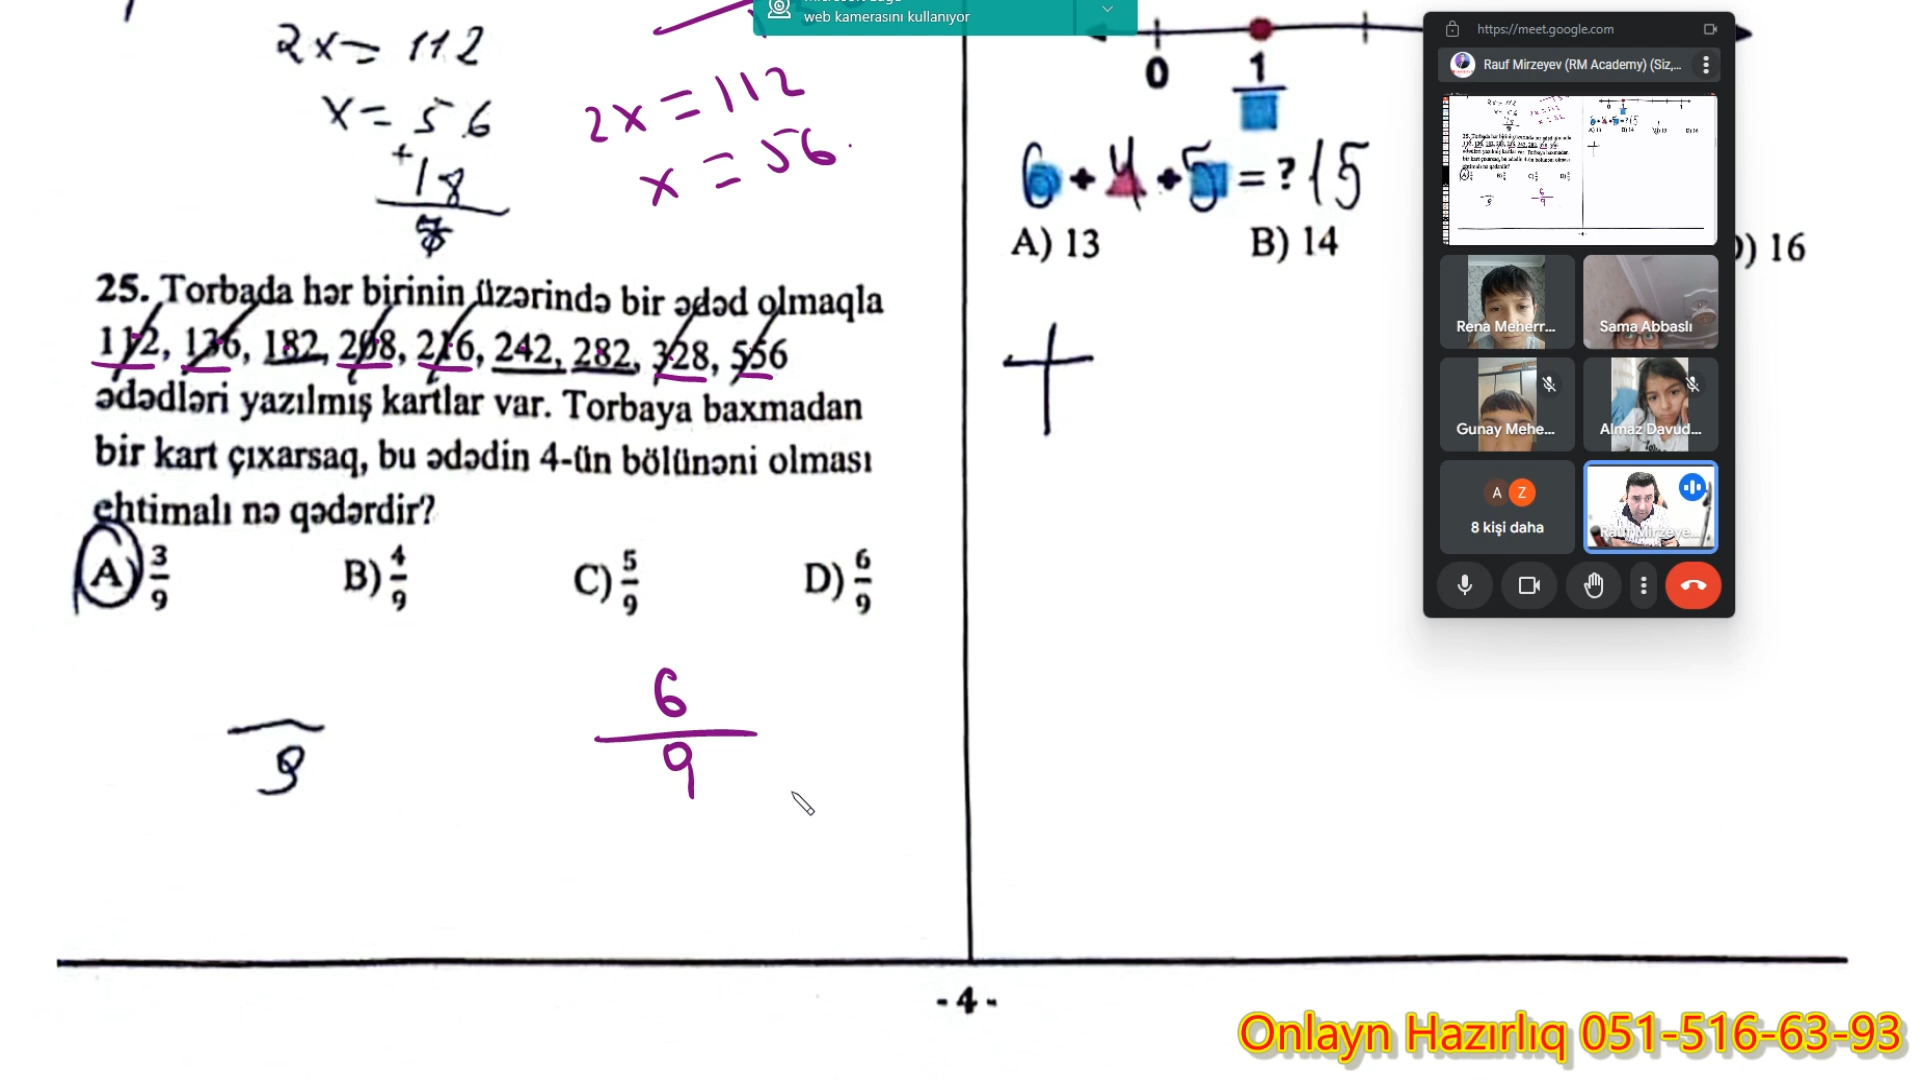 web kamerasını kullanıyor
2x = 112
x = 56
+18
2x = 112
x = 56.
25. Torbada hər birinin üzərində bir ədəd olmaqla
112, 136, 182, 208, 216, 242, 282, 328, 556
ədədləri yazılmış kartlar var. Torbaya baxmadan
bir kart çıxarsaq, bu ədədin 4-ün bölünəni olması
ehtimalı nə qədərdir?
A) 3/9 B) 4/9 C) 5/9 D) 6/9
6/9
9
0 1
6 + 4 + 5 = ? 15
A) 13 B) 14 D) 16
- 4 -
https://meet.google.com
Rauf Mirzeyev (RM Academy) (Siz,...
Rena Meherr...
Sama Abbaslı
Gunay Mehe...
Almaz Davud...
A Z
8 kişi daha
Rauf Mirzeye...
Onlayn Hazırlıq 051-516-63-93